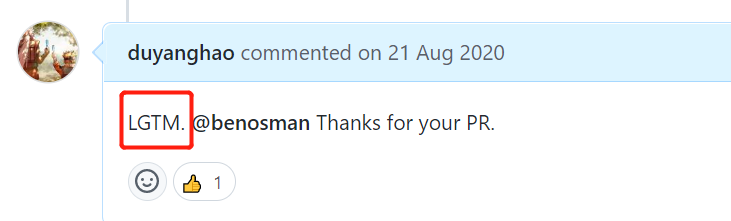 duyanghao commented on 21 Aug 2020
LGTM. @benosman Thanks for your PR.
1